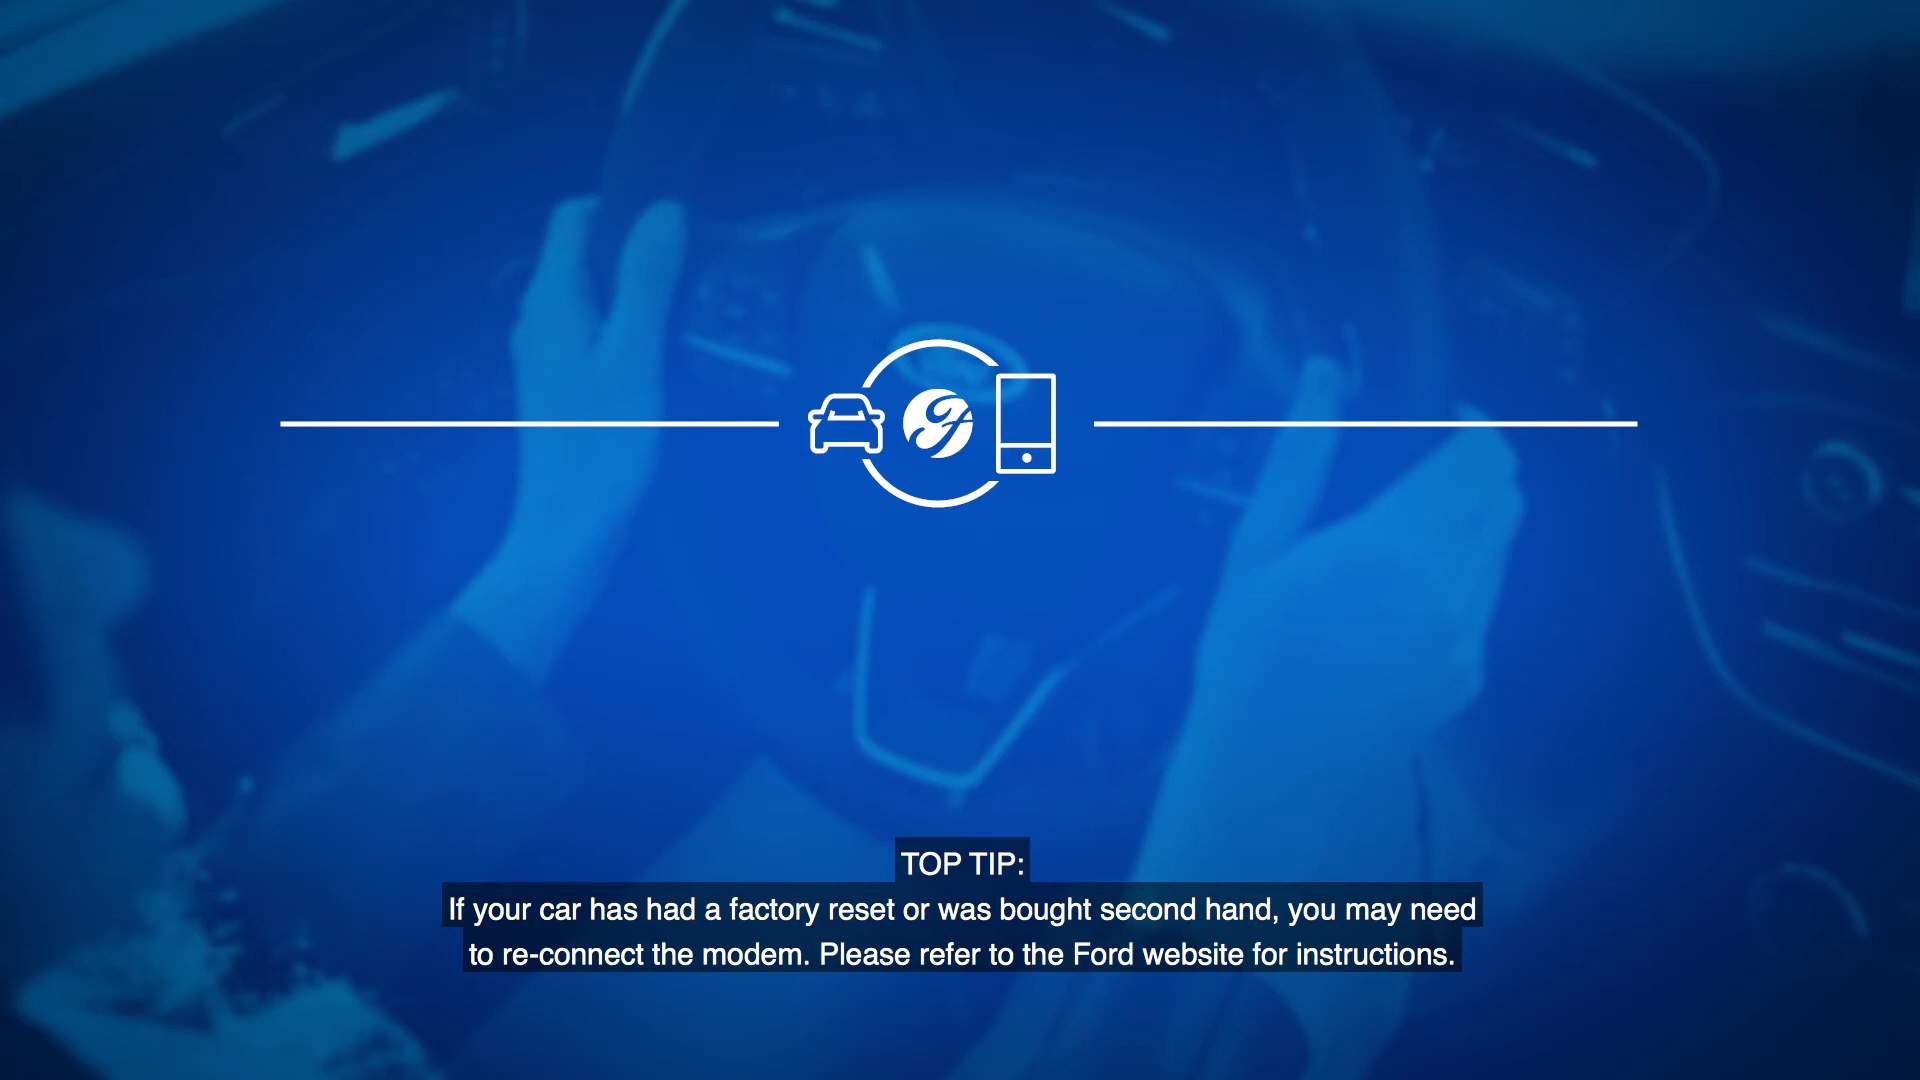 TOP TIP:
If your car has had a factory reset or was bought second hand, you may need
to re-connect the modem. Please refer to the Ford website for instructions.